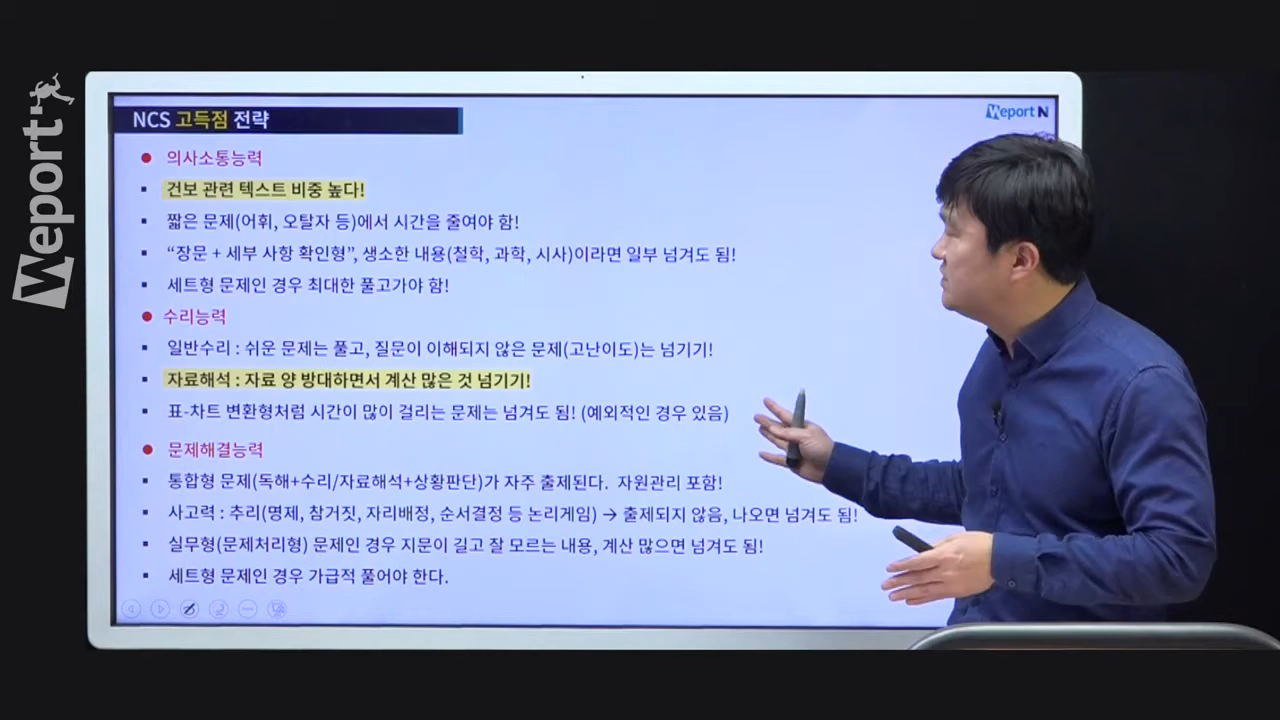 Weport
NCS 고득점 전략
Weport N
의사소통능력
건보 관련 텍스트 비중 높다!
짧은 문제(어휘, 오탈자 등)에서 시간을 줄여야 함!
“장문 + 세부 사항 확인형”, 생소한 내용(철학, 과학, 시사)이라면 일부 넘겨도 됨!
세트형 문제인 경우 최대한 풀고가야 함!
수리능력
일반수리 : 쉬운 문제는 풀고, 질문이 이해되지 않은 문제(고난이도)는 넘기기!
자료해석 : 자료 양 방대하면서 계산 많은 것 넘기기!
표-차트 변환형처럼 시간이 많이 걸리는 문제는 넘겨도 됨! (예외적인 경우 있음)
문제해결능력
통합형 문제(독해+수리/자료해석+상황판단)가 자주 출제된다. 자원관리 포함!
사고력 : 추리(명제, 참거짓, 자리배정, 순서결정 등 논리게임) → 출제되지 않음, 나오면 넘겨도 됨!
실무형(문제처리형) 문제인 경우 지문이 길고 잘 모르는 내용, 계산 많으면 넘겨도 됨!
세트형 문제인 경우 가급적 풀어야 한다.